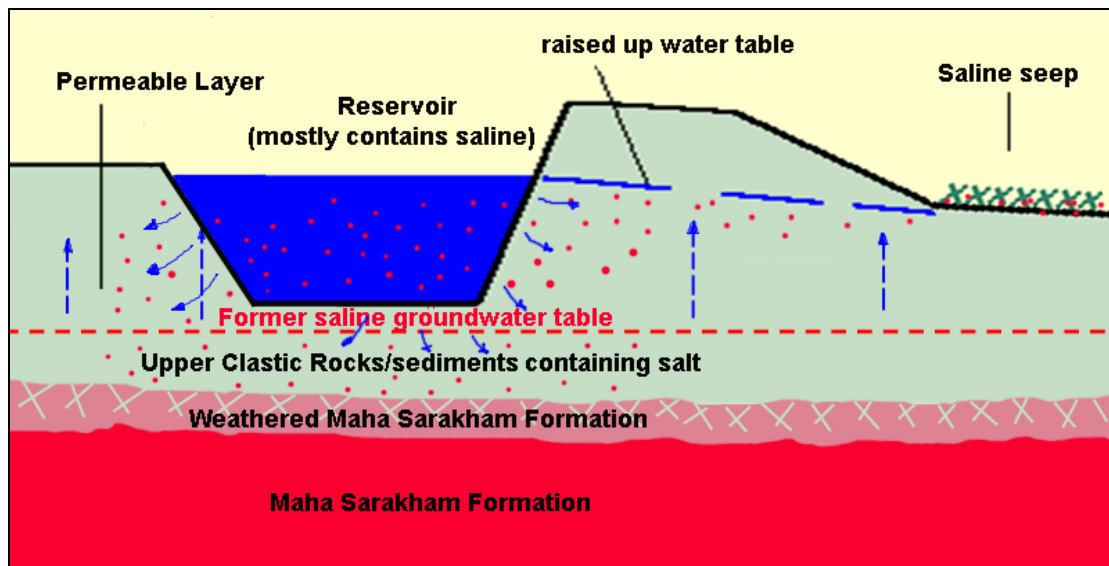 raised up water table
Permeable Layer
Saline seep
Reservoir
(mostly contains saline)
Former saline groundwater table
Upper Clastic Rocks/sediments containing salt
Weathered Maha Sarakham Formation
Maha Sarakham Formation